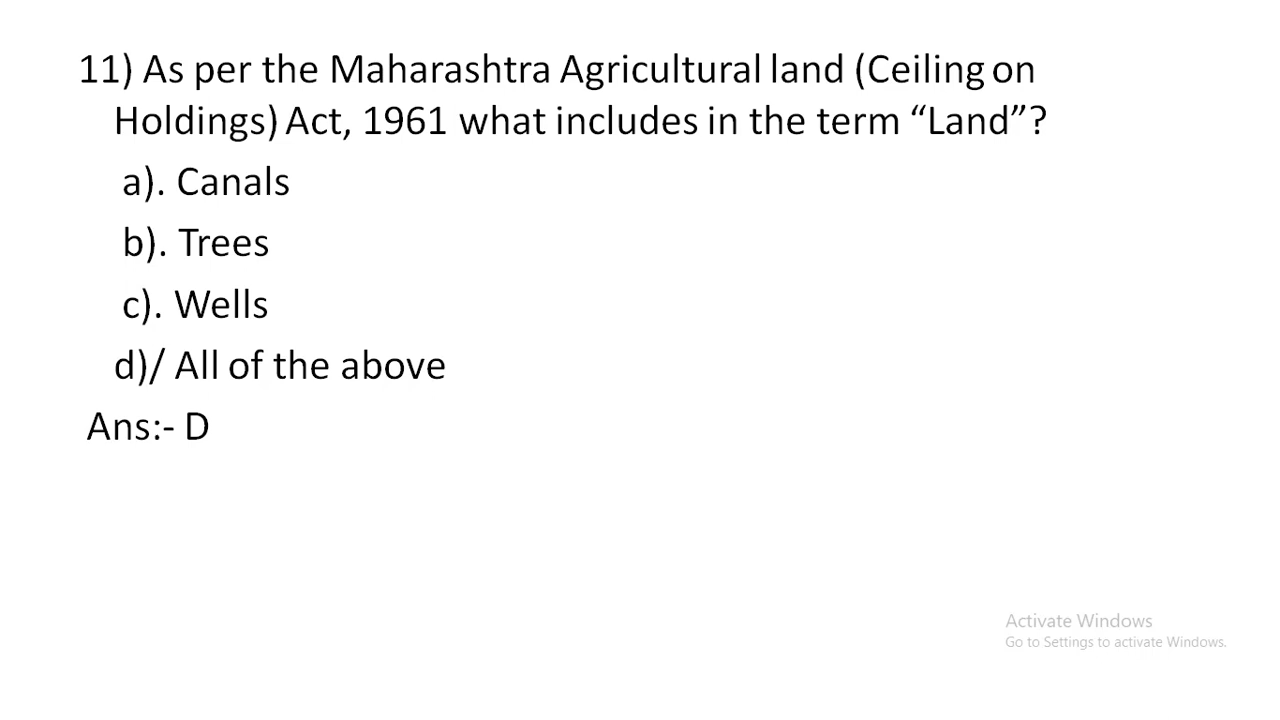 11) As per the Maharashtra Agricultural land (Ceiling on
Holdings) Act, 1961 what includes in the term “Land”?
a). Canals
b). Trees
c). Wells
d)/ All of the above
Ans:- D
Activate Windows
Go to Settings to activate Windows.